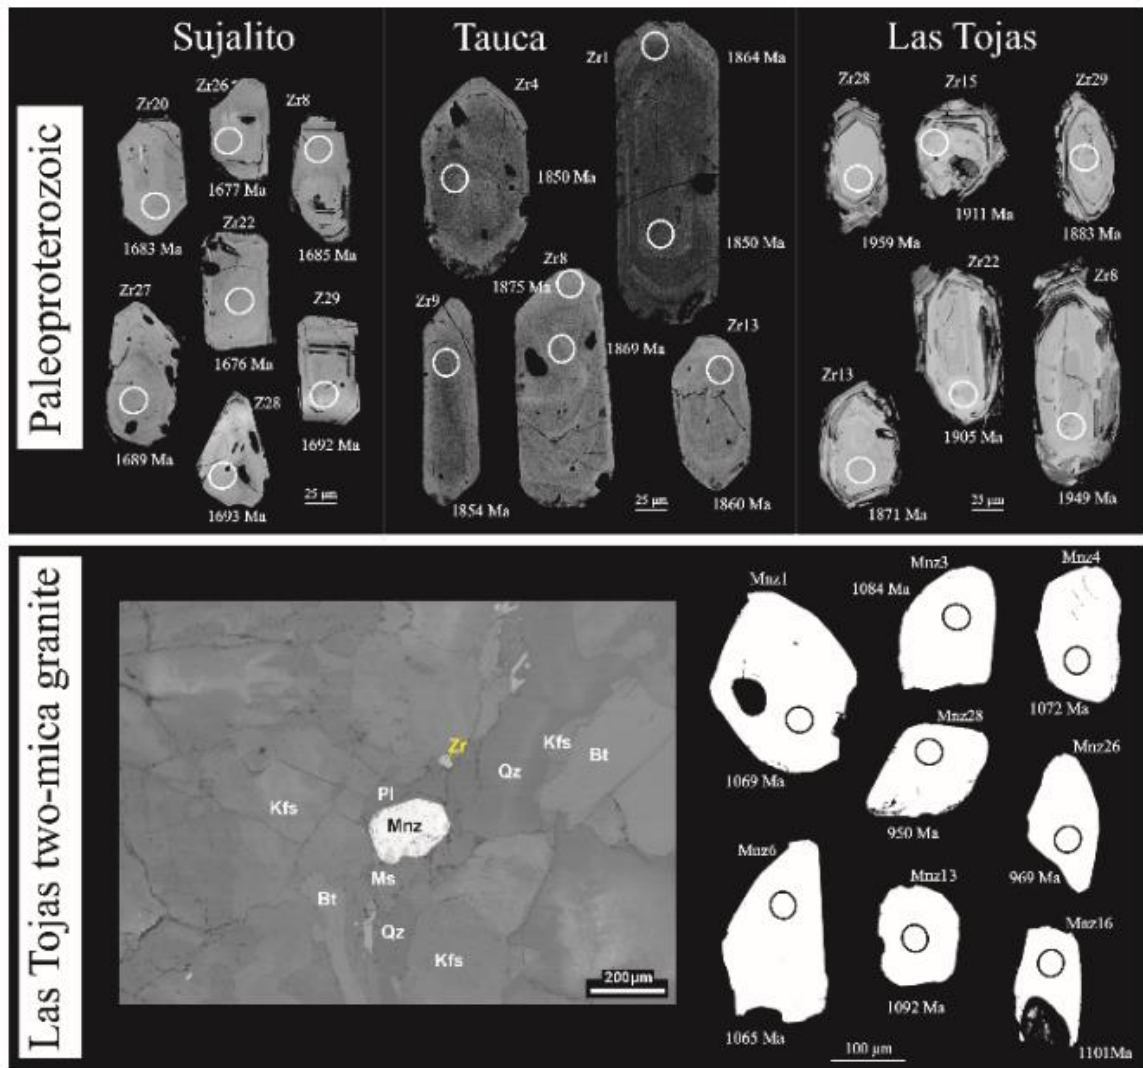 Paleoproterozoic
Sujalito
Zr20
Zr26
Zr8
1683 Ma
1677 Ma
1685 Ma
Zr22
Zr27
Z29
1676 Ma
1689 Ma
Z28
1692 Ma
1693 Ma
25 µm
Tauca
Zr4
Zr1
1864 Ma
1850 Ma
1850 Ma
Zr9
Zr8
1875 Ma
1869 Ma
Zr13
1854 Ma
1860 Ma
25 µm
Las Tojas
Zr28
Zr15
Zr29
1959 Ma
1911 Ma
1883 Ma
Zr22
Zr8
Zr13
1905 Ma
1871 Ma
1949 Ma
25 µm
Las Tojas two-mica granite
Zr
Kfs
Bt
Qz
Pl
Kfs
Mnz
Ms
Bt
Qz
Kfs
200µm
Mnz1
Mnz3
Mnz4
1084 Ma
1072 Ma
Mnz28
Mnz26
1069 Ma
950 Ma
Mnz6
Mnz13
969 Ma
Mnz16
1065 Ma
1092 Ma
1101Ma
100 µm